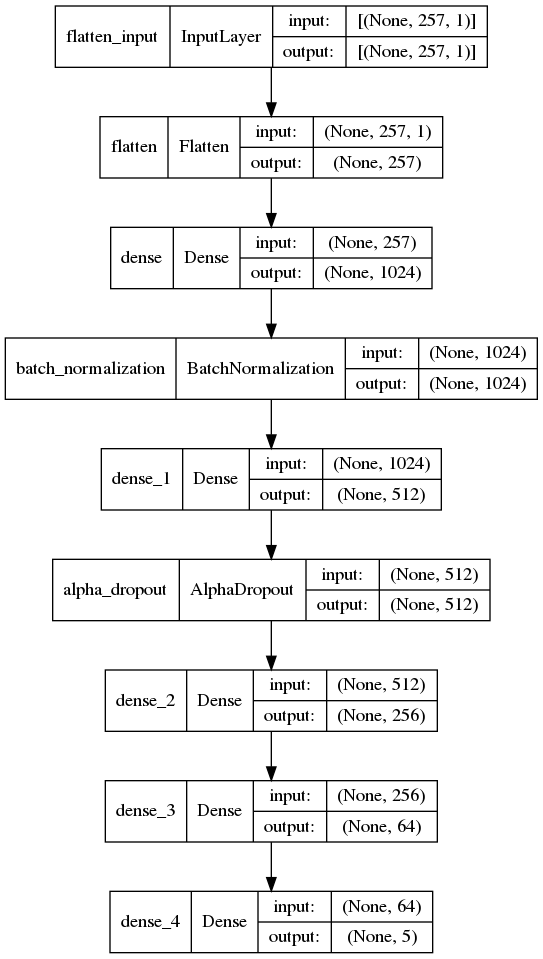 flatten_input InputLayer input: [(None, 257, 1)]
output: [(None, 257, 1)]
flatten Flatten input: (None, 257, 1)
output: (None, 257)
dense Dense input: (None, 257)
output: (None, 1024)
batch_normalization BatchNormalization input: (None, 1024)
output: (None, 1024)
dense_1 Dense input: (None, 1024)
output: (None, 512)
alpha_dropout AlphaDropout input: (None, 512)
output: (None, 512)
dense_2 Dense input: (None, 512)
output: (None, 256)
dense_3 Dense input: (None, 256)
output: (None, 64)
dense_4 Dense input: (None, 64)
output: (None, 5)